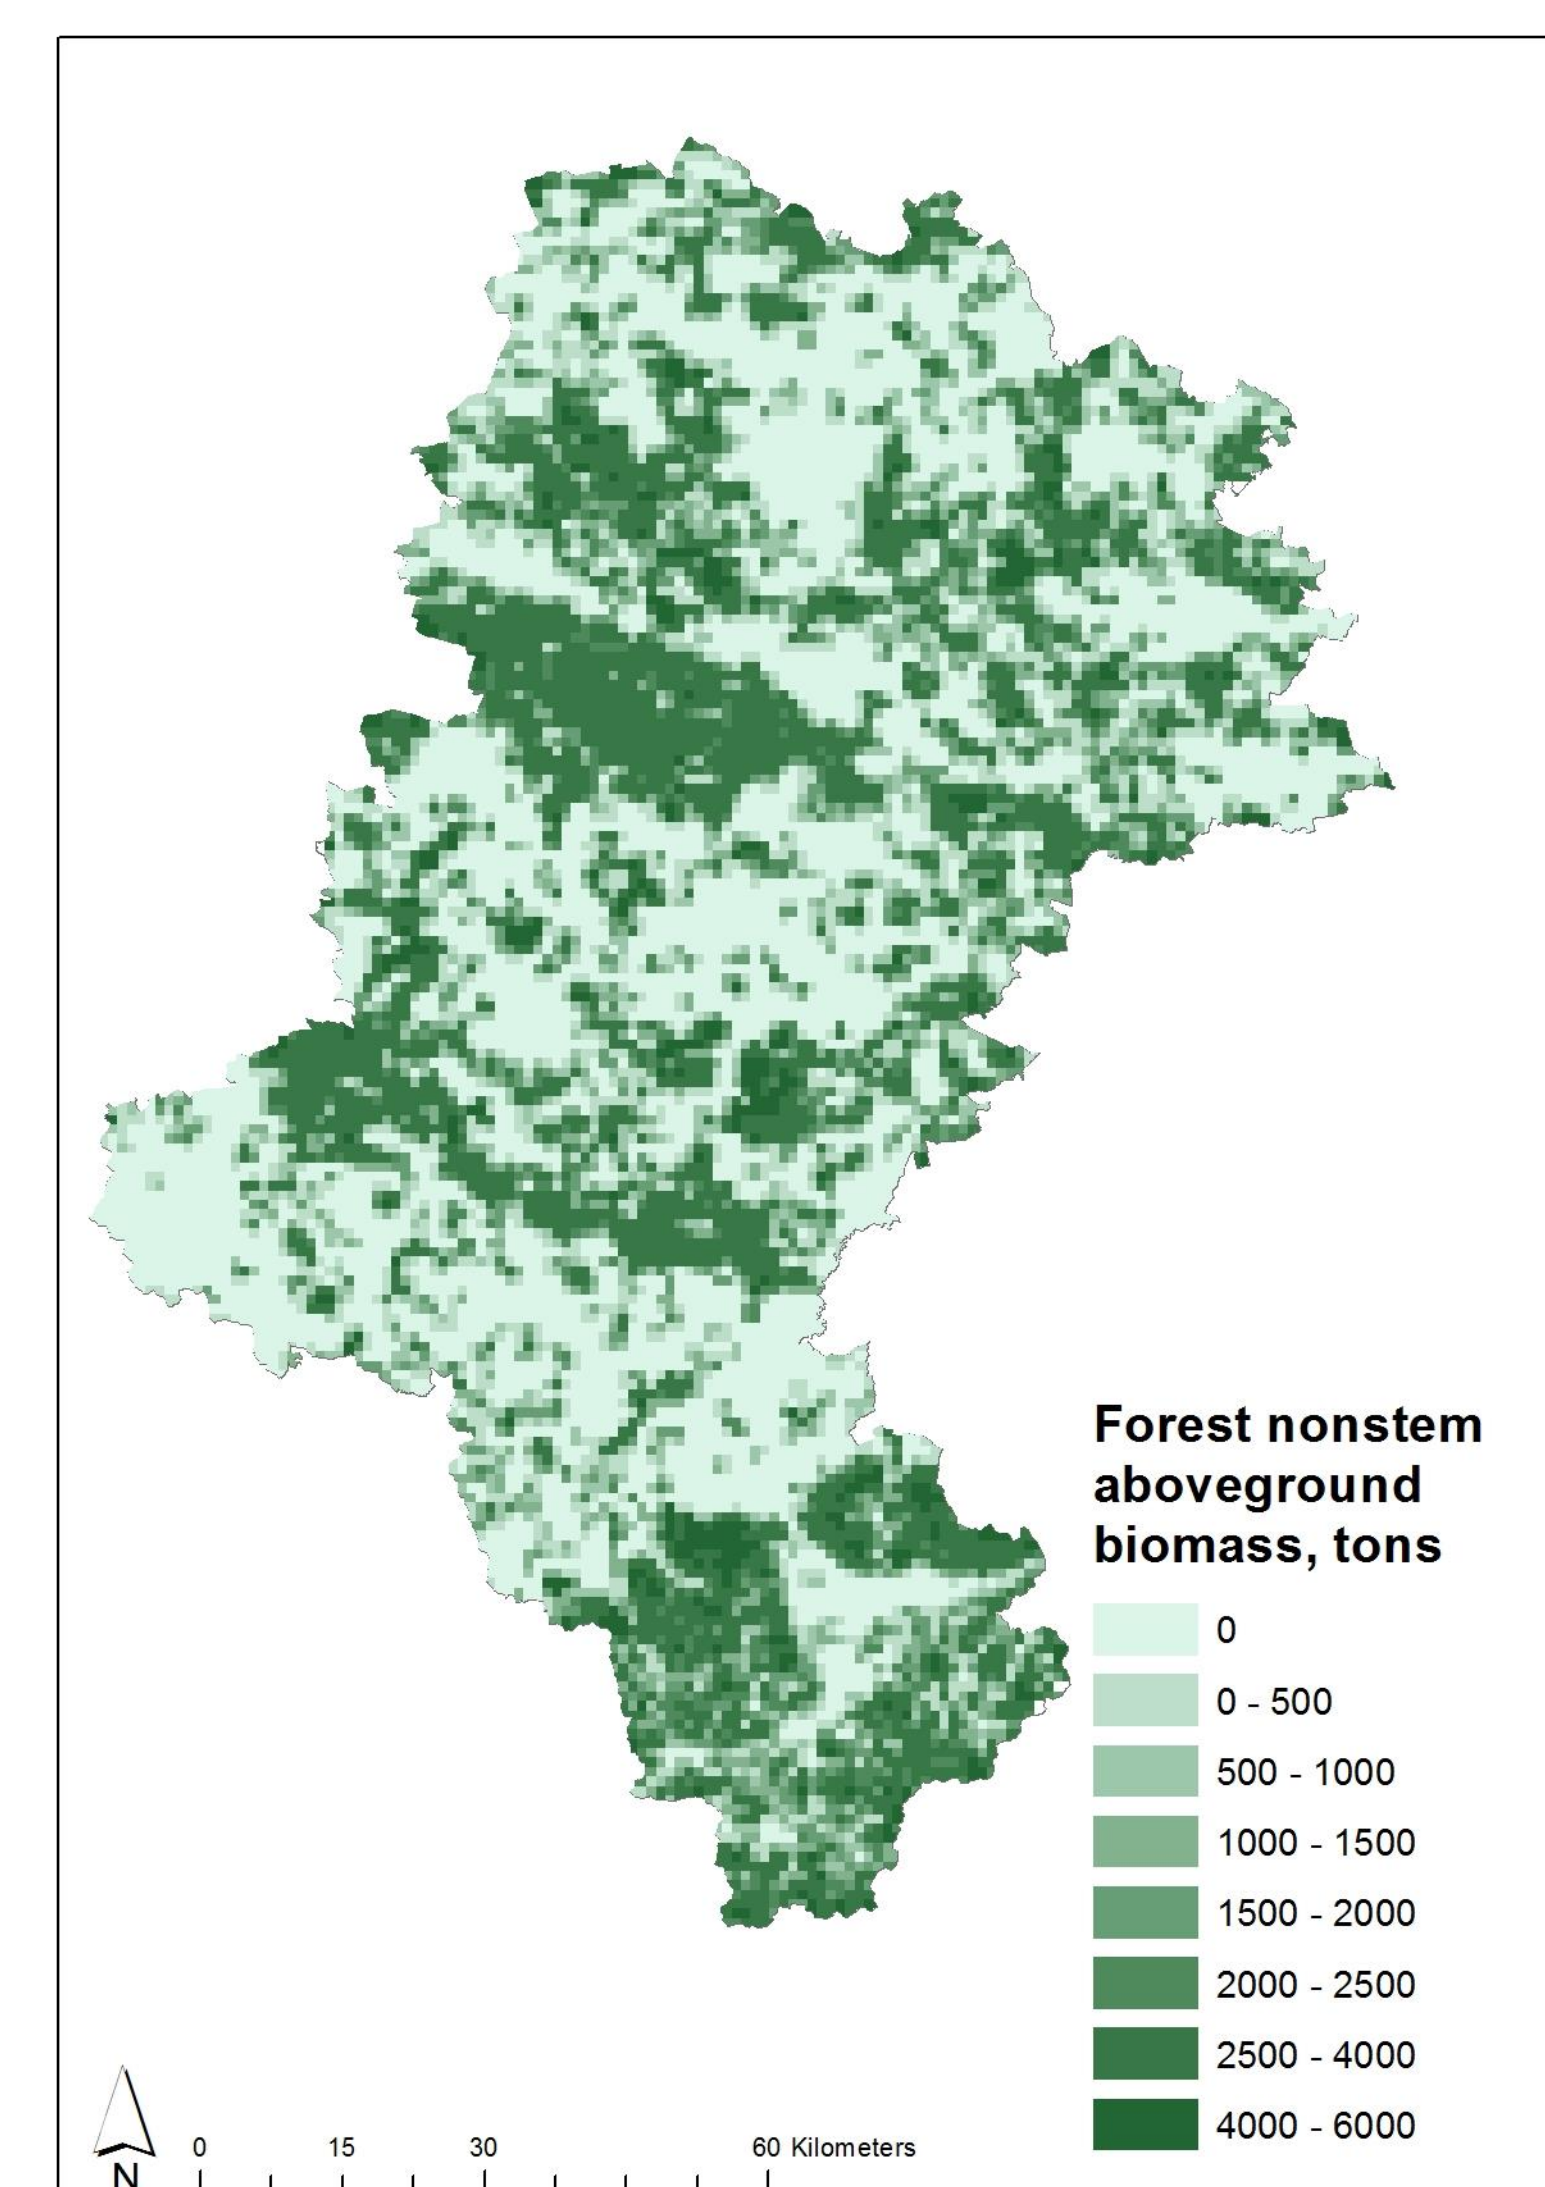 Forest nonstem
aboveground
biomass, tons
0
0 - 500
500 - 1000
1000 - 1500
1500 - 2000
2000 - 2500
2500 - 4000
4000 - 6000
0 15 30 60 Kilometers
N